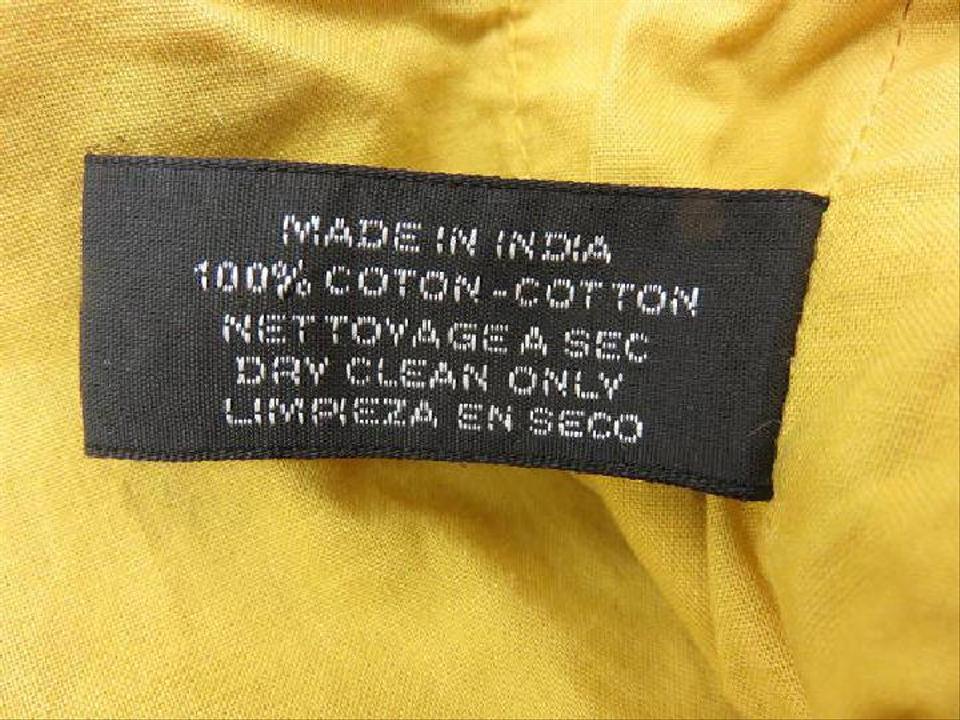 MADE IN INDIA
100% COTON-COTTON
NETTOYAGE A SEC
DRY CLEAN ONLY
LIMPIEZA EN SECO